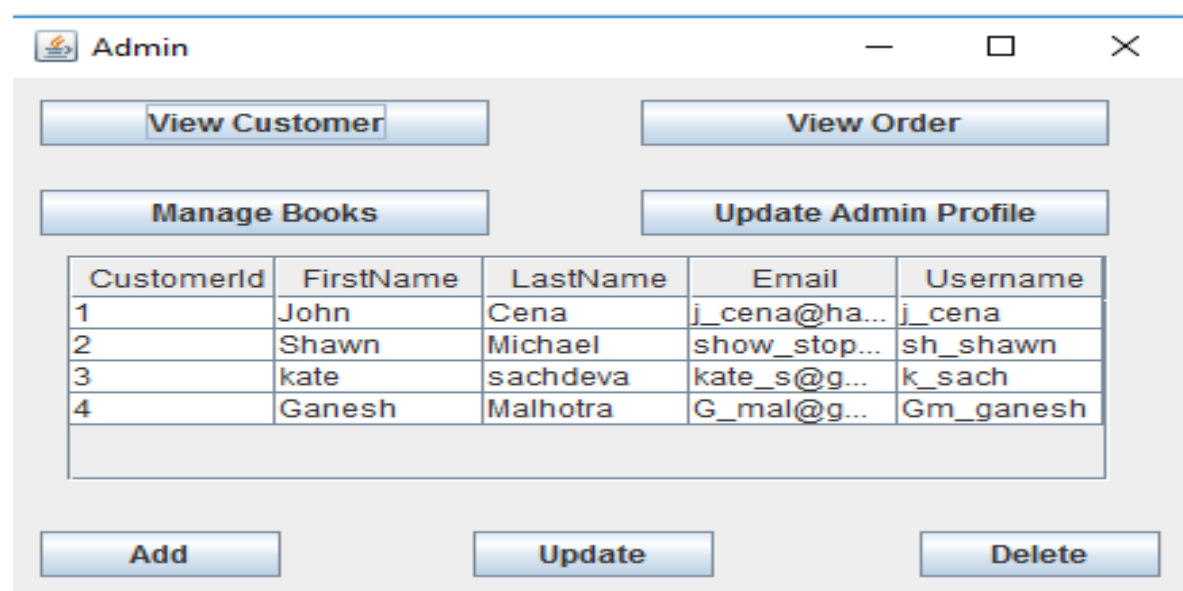 Admin
View Customer View Order
Manage Books Update Admin Profile
CustomerId FirstName LastName Email Username
1 John Cena j_cena@ha... j_cena
2 Shawn Michael show_stop... sh_shawn
3 kate sachdeva kate_s@g... k_sach
4 Ganesh Malhotra G_mal@g... Gm_ganesh
Add Update Delete